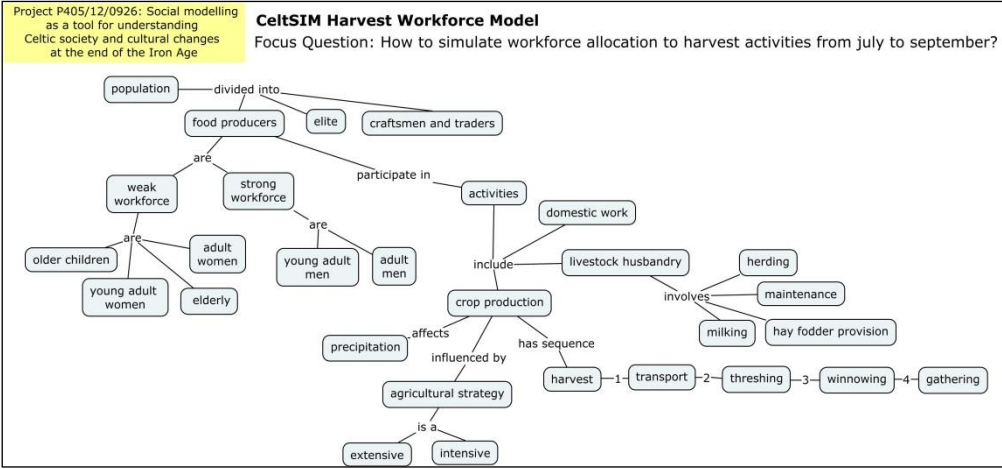 Project P405/12/0926: Social modelling
as a tool for understanding
Celtic society and cultural changes
at the end of the Iron Age
CeltSIM Harvest Workforce Model
Focus Question: How to simulate workforce allocation to harvest activities from july to september?
population
divided into
food producers
elite
craftsmen and traders
are
participate in
weak
workforce
strong
workforce
activities
are
are
domestic work
older children
adult
women
young adult
women
elderly
young adult
men
adult
men
include
livestock husbandry
herding
involves
maintenance
milking
hay fodder provision
crop production
affects
precipitation
influenced by
has sequence
harvest
1
transport
2
threshing
3
winnowing
4
gathering
agricultural strategy
is a
extensive
intensive